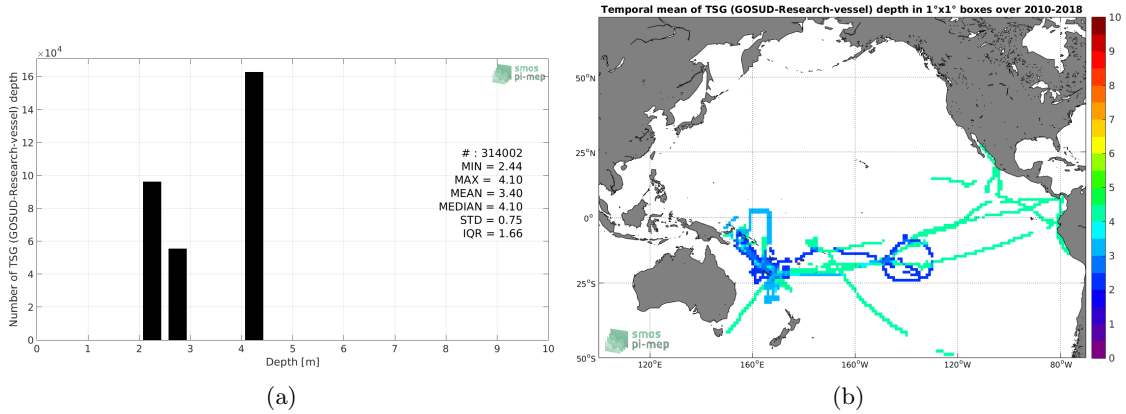 ×10⁴
16
14
12
10
8
6
4
2
0
Number of TSG (GOSUD-Research-vessel) depth
smos
pi-mep
# : 314002
MIN = 2.44
MAX = 4.10
MEAN = 3.40
MEDIAN = 4.10
STD = 0.75
IQR = 1.66
0 1 2 3 4 5 6 7 8 9 10
Depth [m]
(a)
Temporal mean of TSG (GOSUD-Research-vessel) depth in 1°x1° boxes over 2010-2018
50°N
25°N
0°
25°S
50°S
smos
pi-mep
120°E 160°E 160°W 120°W 80°W
10
9
8
7
6
5
4
3
2
1
0
(b)